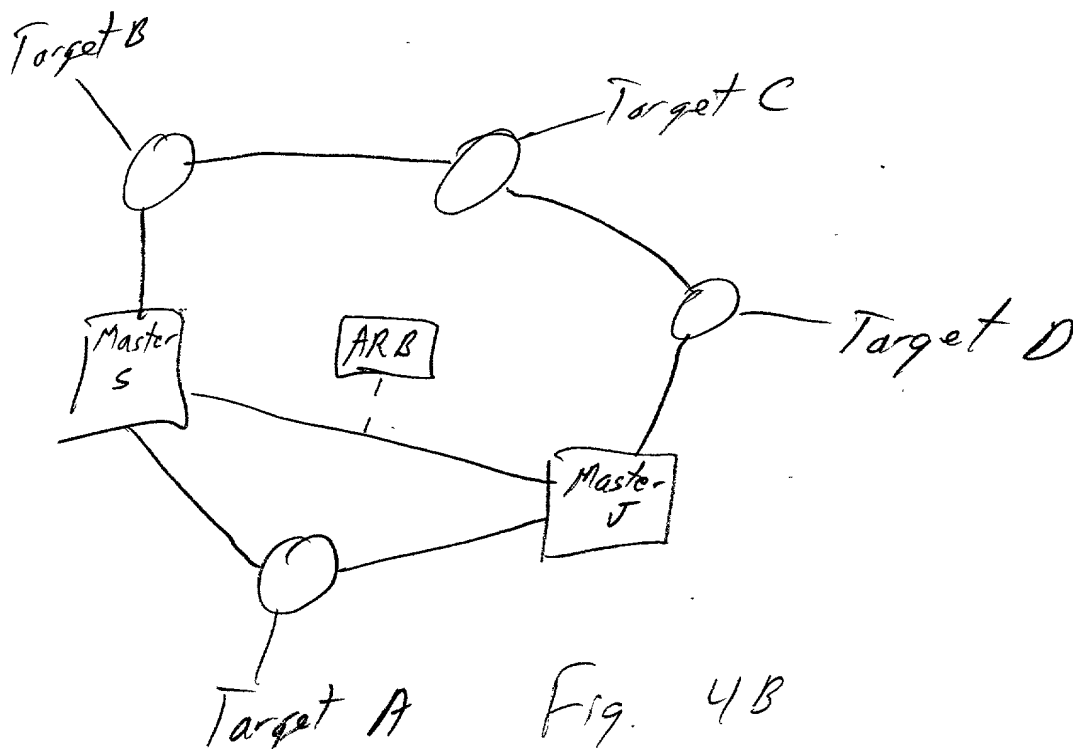 Target B
Target C
Target D
Master
S
ARB
Master
J
Target A
Fig. 4B